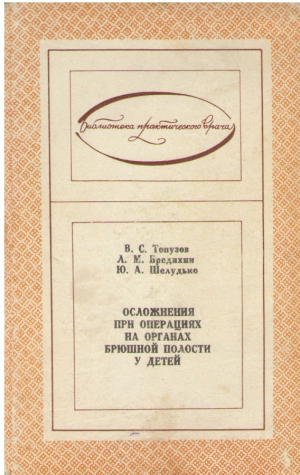 Библиотека практического врача
В. С. Топузов
Л. М. Бредихин
Ю. А. Шелудько
ОСЛОЖНЕНИЯ
ПРИ ОПЕРАЦИЯХ
НА ОРГАНАХ
БРЮШНОЙ ПОЛОСТИ
У ДЕТЕЙ